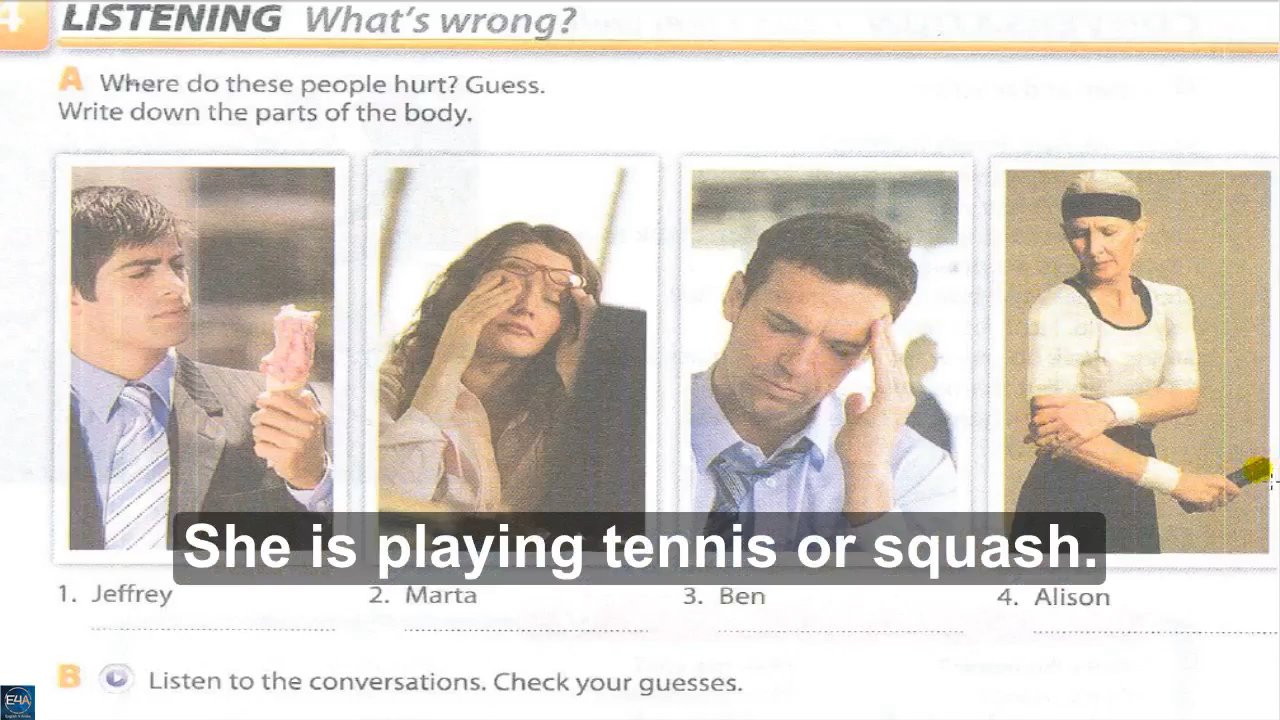 4 LISTENING What's wrong?
A Where do these people hurt? Guess.
Write down the parts of the body.
She is playing tennis or squash.
1. Jeffrey
2. Marta
3. Ben
4. Alison
B Listen to the conversations. Check your guesses.
E4A